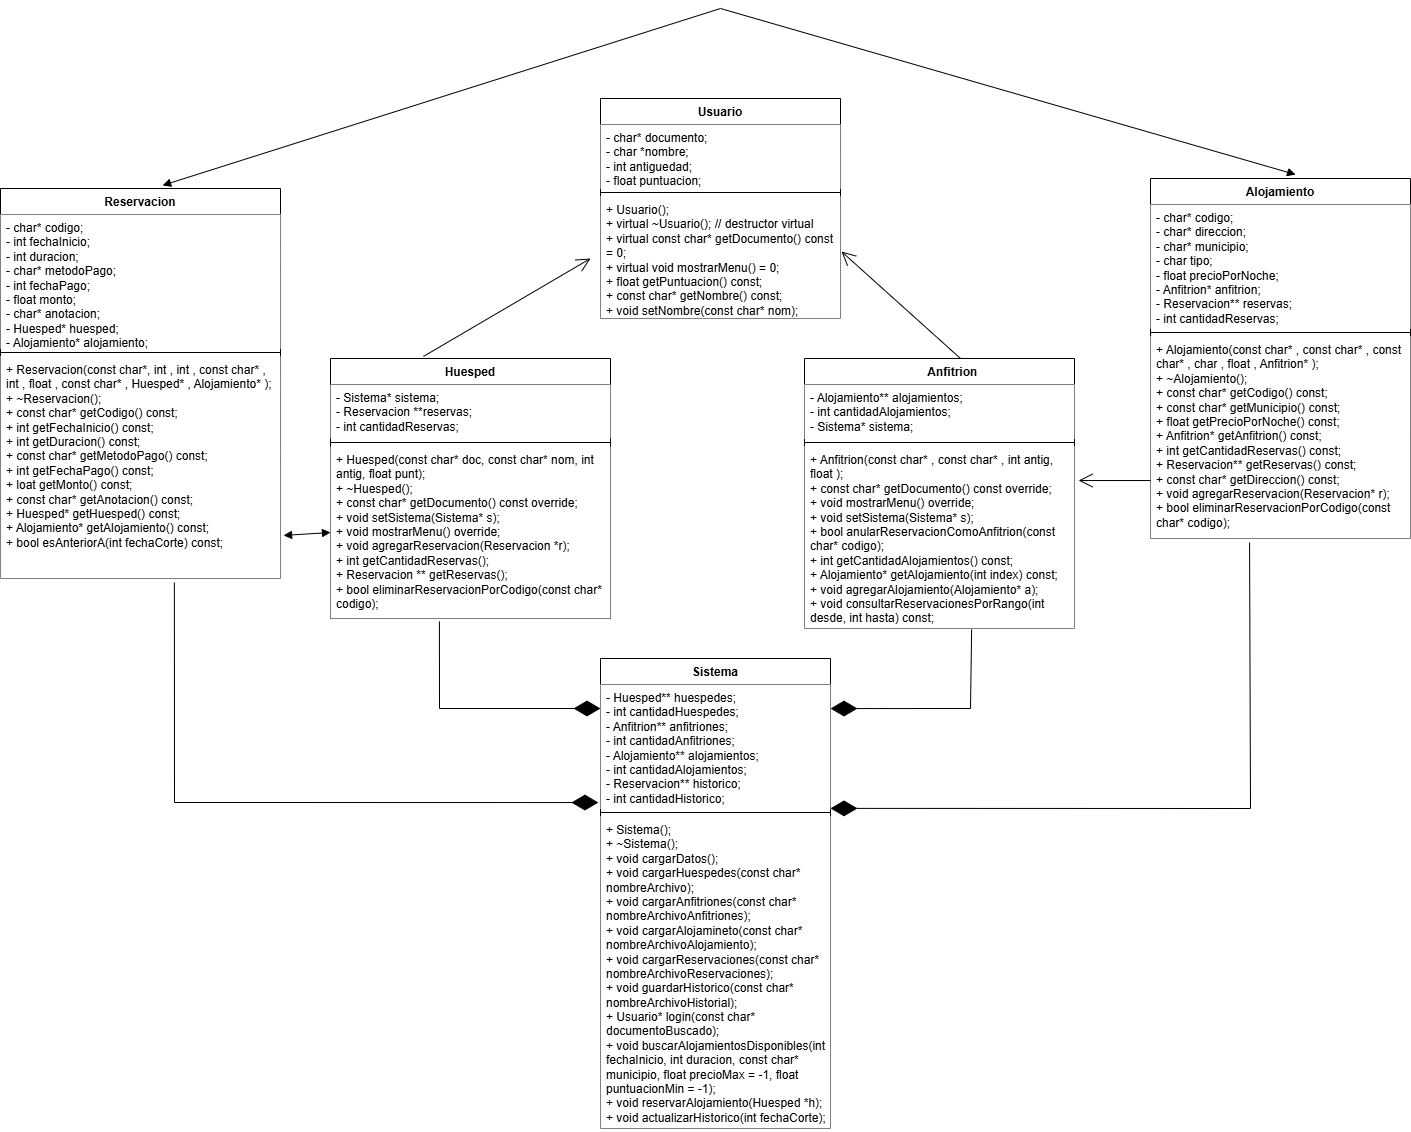 Usuario
- char* documento;
- char *nombre;
- int antiguedad;
- float puntuacion;
+ Usuario();
+ virtual ~Usuario(); // destructor virtual
+ virtual const char* getDocumento() const
= 0;
+ virtual void mostrarMenu() = 0;
+ float getPuntuacion() const;
+ const char* getNombre() const;
+ void setNombre(const char* nom);
Reservacion
- char* codigo;
- int fechaInicio;
- int duracion;
- char* metodoPago;
- int fechaPago;
- float monto;
- char* anotacion;
- Huesped* huesped;
- Alojamiento* alojamiento;
+ Reservacion(const char*, int , int , const char* ,
int , float , const char* , Huesped* , Alojamiento* );
+ ~Reservacion();
+ const char* getCodigo() const;
+ int getFechaInicio() const;
+ int getDuracion() const;
+ const char* getMetodoPago() const;
+ int getFechaPago() const;
+ loat getMonto() const;
+ const char* getAnotacion() const;
+ Huesped* getHuesped() const;
+ Alojamiento* getAlojamiento() const;
+ bool esAnteriorA(int fechaCorte) const;
Alojamiento
- char* codigo;
- char* direccion;
- char* municipio;
- char tipo;
- float precioPorNoche;
- Anfitrion* anfitrion;
- Reservacion** reservas;
- int cantidadReservas;
+ Alojamiento(const char* , const char* , const
char* , char , float , Anfitrion* );
+ ~Alojamiento();
+ const char* getCodigo() const;
+ const char* getMunicipio() const;
+ float getPrecioPorNoche() const;
+ Anfitrion* getAnfitrion() const;
+ int getCantidadReservas() const;
+ Reservacion** getReservas() const;
+ const char* getDireccion() const;
+ void agregarReservacion(Reservacion* r);
+ bool eliminarReservacionPorCodigo(const
char* codigo);
Huesped
- Sistema* sistema;
- Reservacion **reservas;
- int cantidadReservas;
+ Huesped(const char* doc, const char* nom, int
antig, float punt);
+ ~Huesped();
+ const char* getDocumento() const override;
+ void setSistema(Sistema* s);
+ void mostrarMenu() override;
+ void agregarReservacion(Reservacion *r);
+ int getCantidadReservas();
+ Reservacion ** getReservas();
+ bool eliminarReservacionPorCodigo(const char*
codigo);
Anfitrion
- Alojamiento** alojamientos;
- int cantidadAlojamientos;
- Sistema* sistema;
+ Anfitrion(const char* , const char* , int antig,
float );
+ const char* getDocumento() const override;
+ void mostrarMenu() override;
+ void setSistema(Sistema* s);
+ bool anularReservacionComoAnfitrion(const
char* codigo);
+ int getCantidadAlojamientos() const;
+ Alojamiento* getAlojamiento(int index) const;
+ void agregarAlojamiento(Alojamiento* a);
+ void consultarReservacionesPorRango(int
desde, int hasta) const;
Sistema
- Huesped** huespedes;
- int cantidadHuespedes;
- Anfitrion** anfitriones;
- int cantidadAnfitriones;
- Alojamiento** alojamientos;
- int cantidadAlojamientos;
- Reservacion** historico;
- int cantidadHistorico;
+ Sistema();
+ ~Sistema();
+ void cargarDatos();
+ void cargarHuespedes(const char*
nombreArchivo);
+ void cargarAnfitriones(const char*
nombreArchivoAnfitriones);
+ void cargarAlojamineto(const char*
nombreArchivoAlojamiento);
+ void cargarReservaciones(const char*
nombreArchivoReservaciones);
+ void guardarHistorico(const char*
nombreArchivoHistorial);
+ Usuario* login(const char*
documentoBuscado);
+ void buscarAlojamientosDisponibles(int
fechaInicio, int duracion, const char*
municipio, float precioMax = -1, float
puntuacionMin = -1);
+ void reservarAlojamiento(Huesped *h);
+ void actualizarHistorico(int fechaCorte);